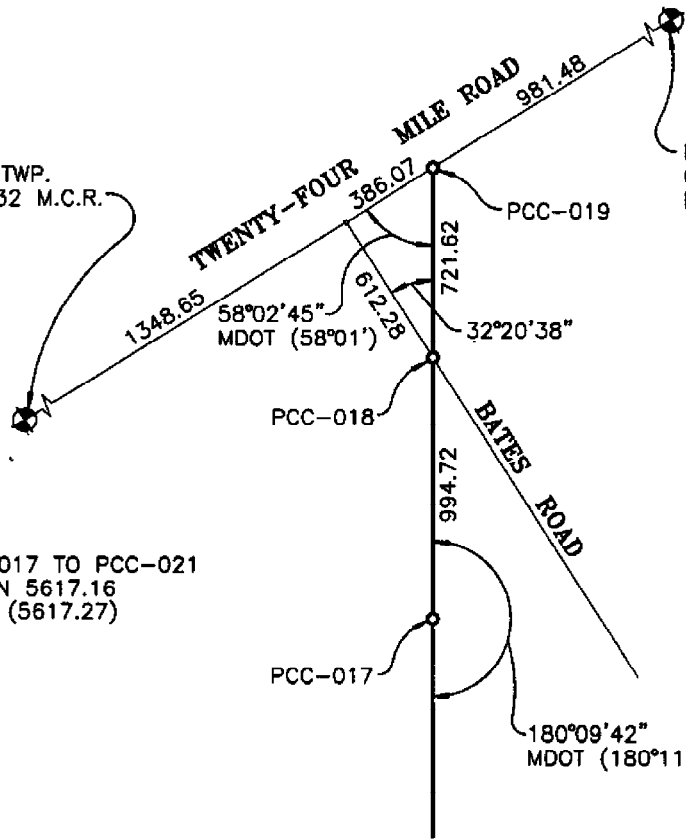 TWENTY-FOUR MILE ROAD
981.48
TWP.
32 M.C.R.
386.07
PCC-019
1348.65
721.62
612.28
58°02'45"
MDOT (58°01')
32°20'38"
PCC-018
BATES ROAD
994.72
017 TO PCC-021
N 5617.16
(5617.27)
PCC-017
180°09'42"
MDOT (180°11